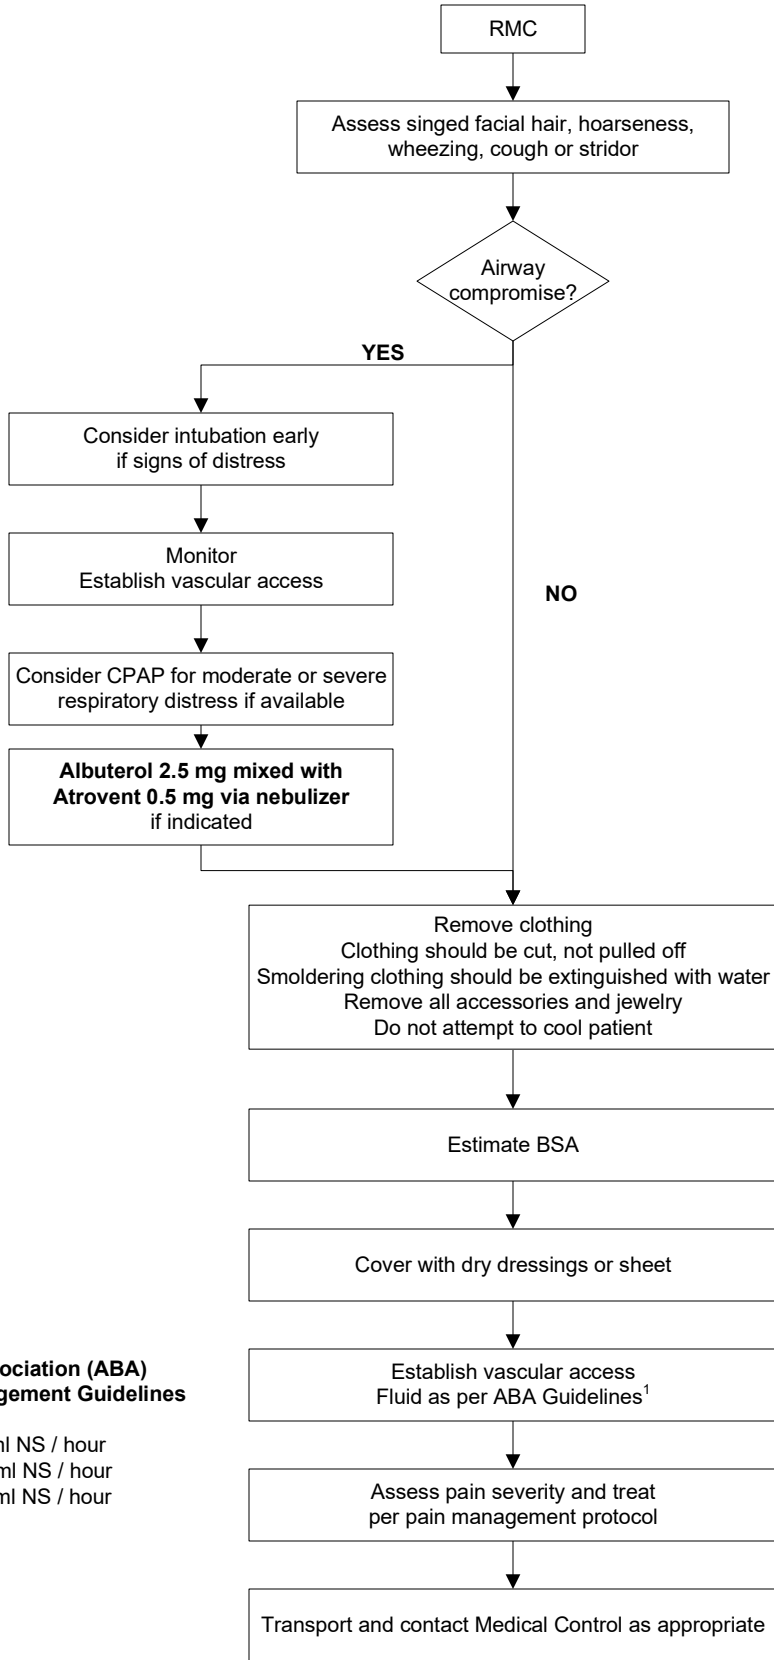 RMC
Assess singed facial hair, hoarseness,
wheezing, cough or stridor
Airway
compromise?
YES
Consider intubation early
if signs of distress
Monitor
Establish vascular access
NO
Consider CPAP for moderate or severe
respiratory distress if available
Albuterol 2.5 mg mixed with
Atrovent 0.5 mg via nebulizer
if indicated
Remove clothing
Clothing should be cut, not pulled off
Smoldering clothing should be extinguished with water
Remove all accessories and jewelry
Do not attempt to cool patient
Estimate BSA
Cover with dry dressings or sheet
(ABA)
Guidelines
NS / hour
ml NS / hour
ml NS / hour
Establish vascular access
Fluid as per ABA Guidelines¹
Assess pain severity and treat
per pain management protocol
Transport and contact Medical Control as appropriate